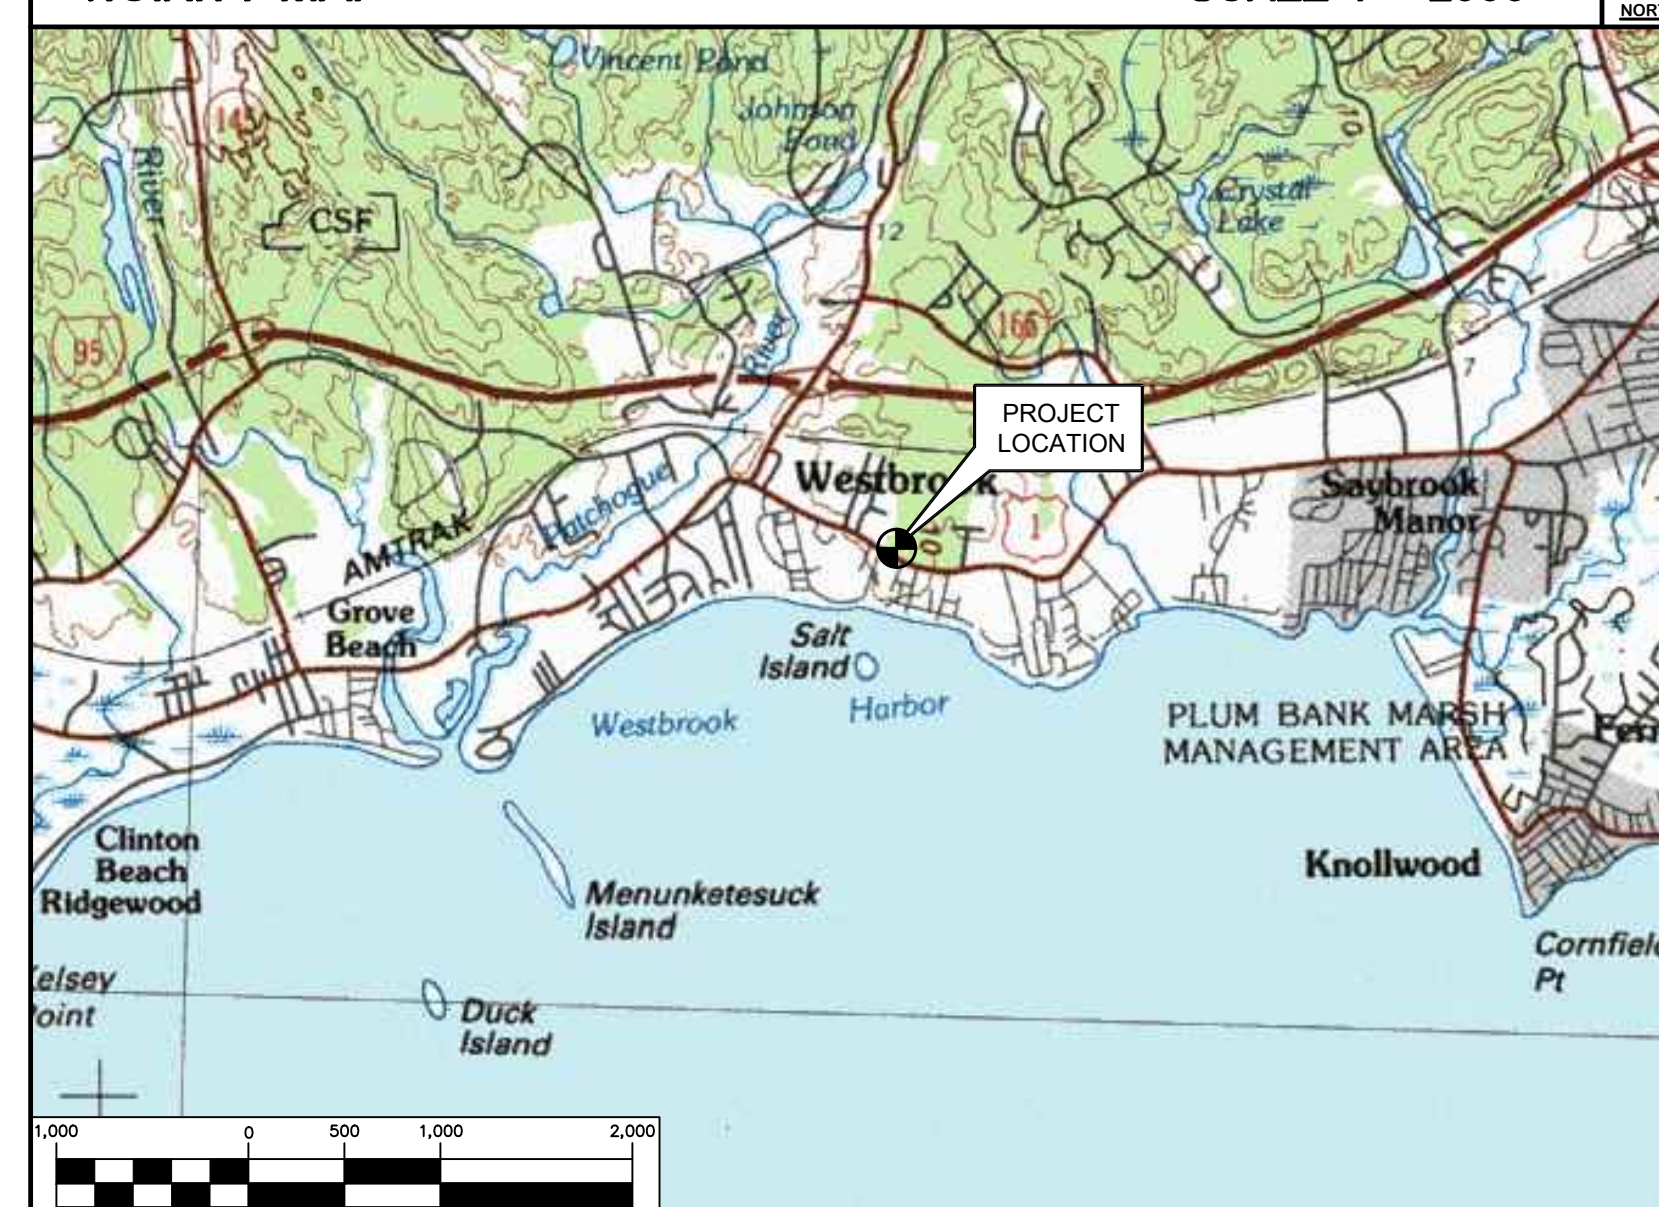 Vincent Pond
Johnson
Pond
River
CSF
12
10
Crystal
Lake
95
166
River
7
PROJECT
LOCATION
Westbrook
Saybrook
Manor
1
Patchogue
AMTRAK
Grove
Beach
Salt
Island
Harbor
Westbrook
PLUM BANK MARSH
MANAGEMENT AREA
Clinton
Beach
Ridgewood
Knollwood
Menunketesuck
Island
Cornfield
Pt
Kelsey
Point
Duck
Island
1,000
0
500
1,000
2,000